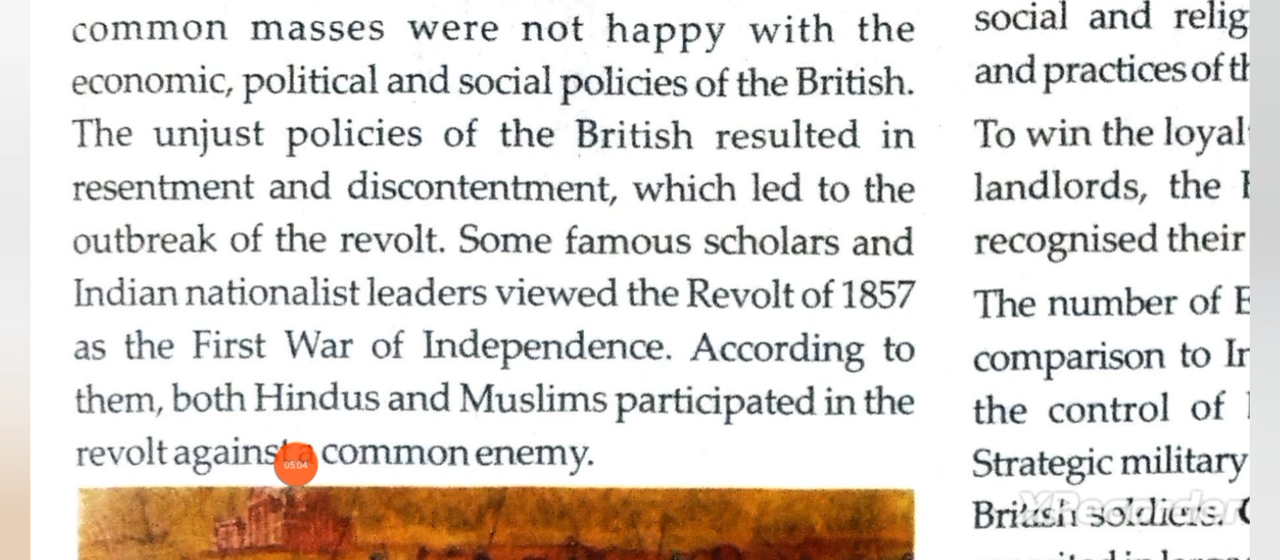 common masses were not happy with the
economic, political and social policies of the British.
The unjust policies of the British resulted in
resentment and discontentment, which led to the
outbreak of the revolt. Some famous scholars and
Indian nationalist leaders viewed the Revolt of 1857
as the First War of Independence. According to
them, both Hindus and Muslims participated in the
revolt against a common enemy.
05:04
social and relig
and practices of th
To win the loyal
landlords, the
recognised their
The number of E
comparison to In
the control of
Strategic military
British soldiers.
XRecorder